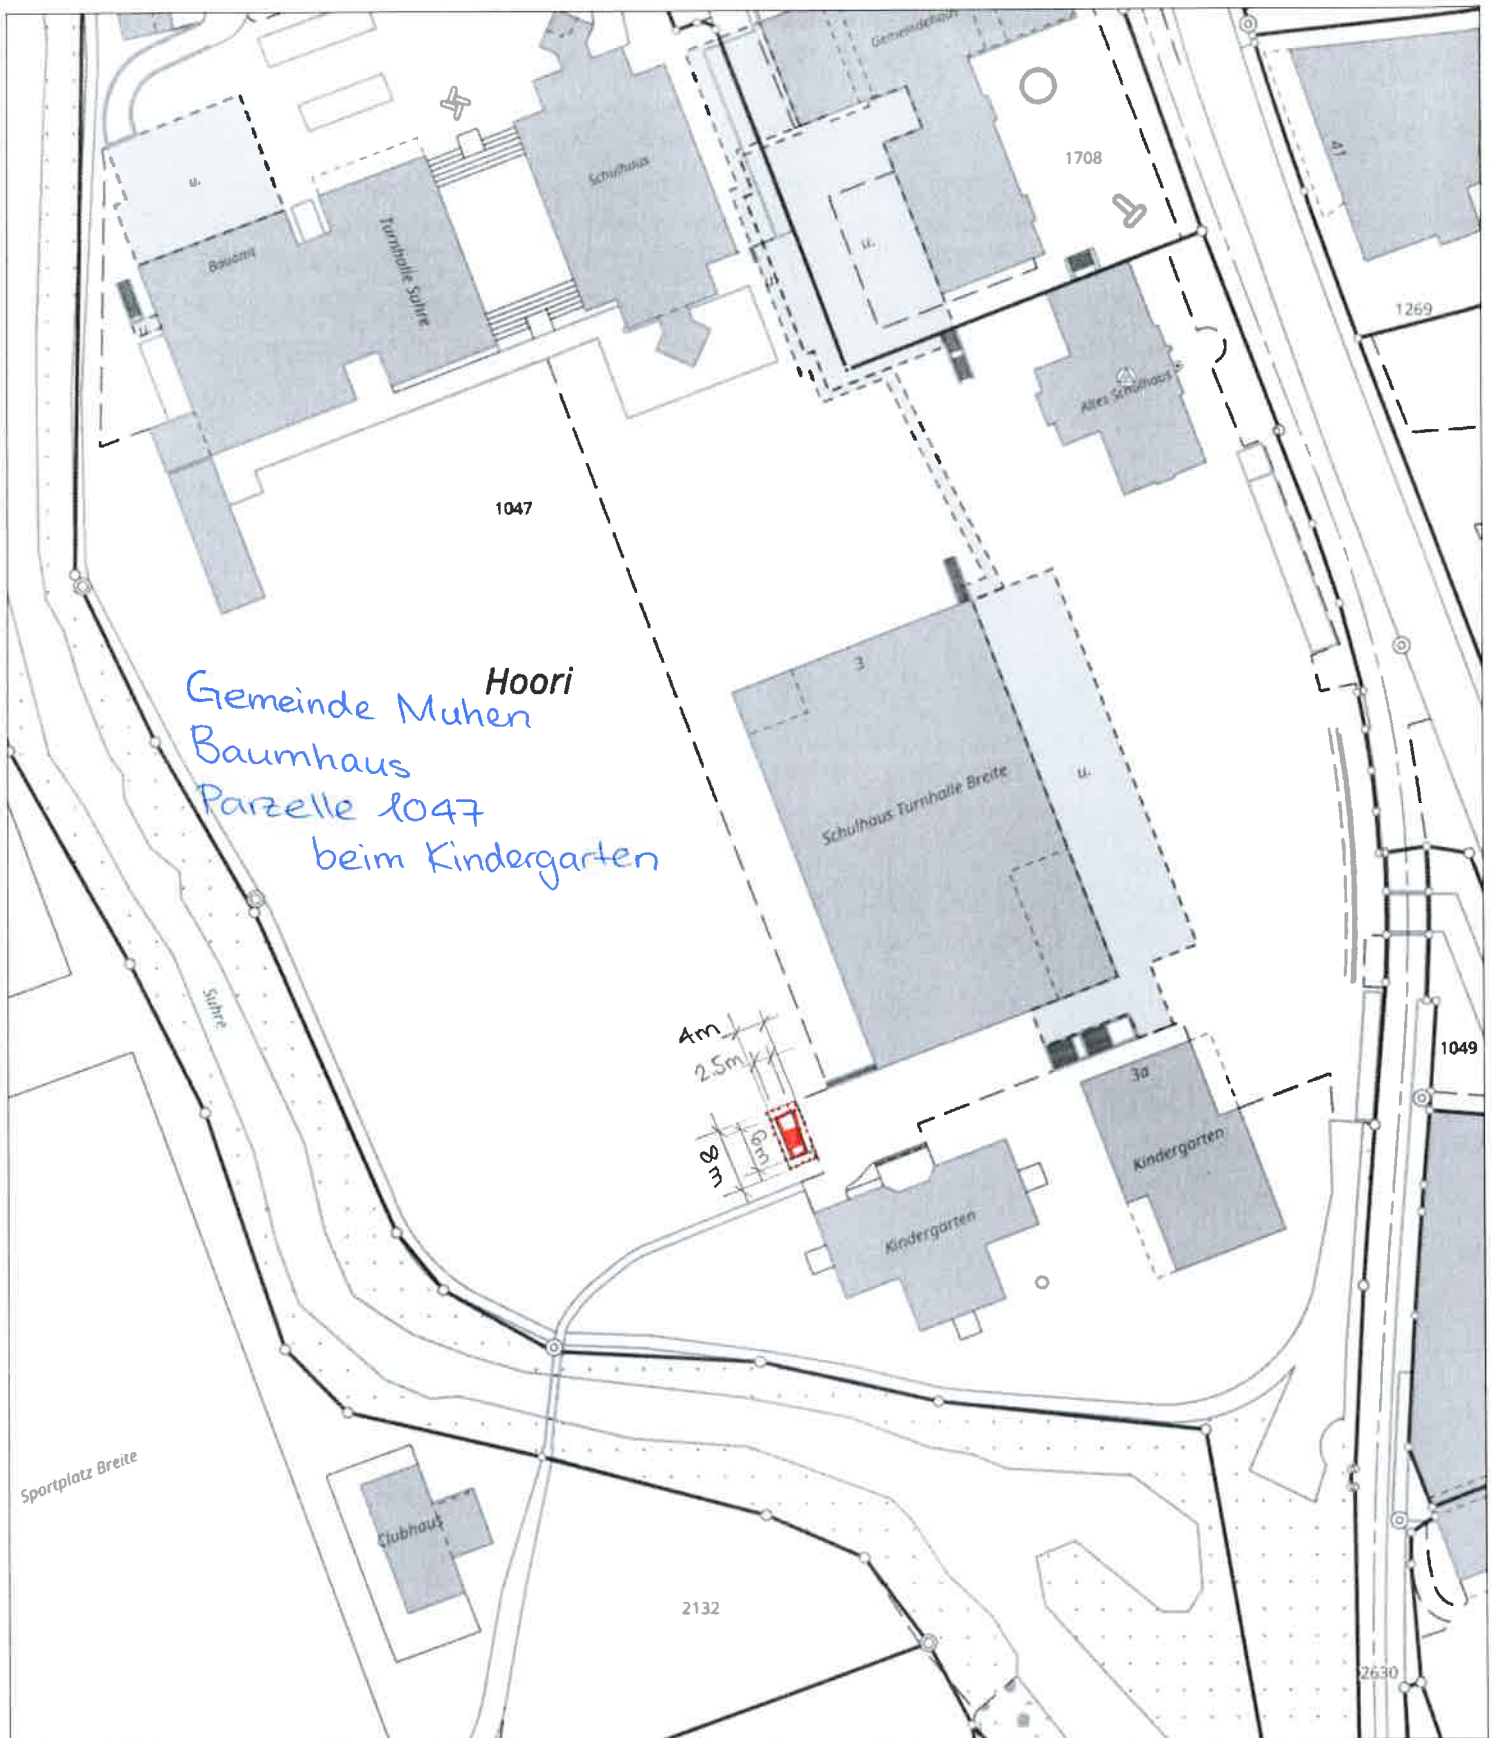 Gemeindehaus
1708
41
Schulhaus
u.
Bauamt
Turnhalle Suhre
u.
1269
Altes Schulhaus
1047
Hoori
Gemeinde Muhen
Baumhaus
Parzelle 1047
beim Kindergarten
3
Schulhaus Turnhalle Breite
u.
Suhre
4m
2.5m
8m
6m
3a
Kindergarten
Kindergarten
1049
Sportplatz Breite
Clubhaus
2132
2630